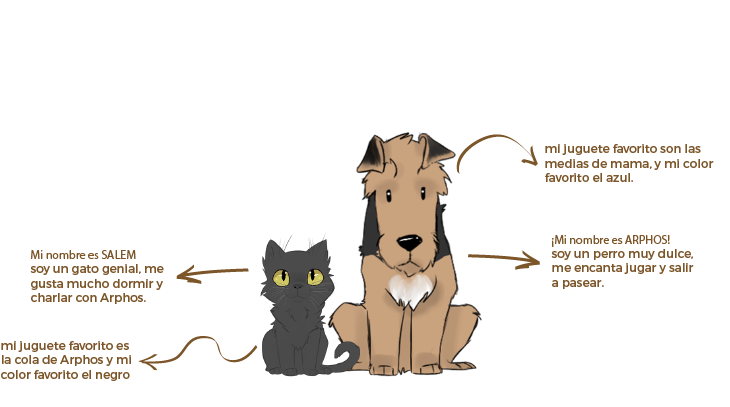 mi juguete favorito son las
medias de mama, y mi color
favorito el azul.
¡Mi nombre es ARPHOS!
soy un perro muy dulce,
me encanta jugar y salir
a pasear.
Mi nombre es SALEM
soy un gato genial, me
gusta mucho dormir y
charlar con Arphos.
mi juguete favorito es
la cola de Arphos y mi
color favorito el negro